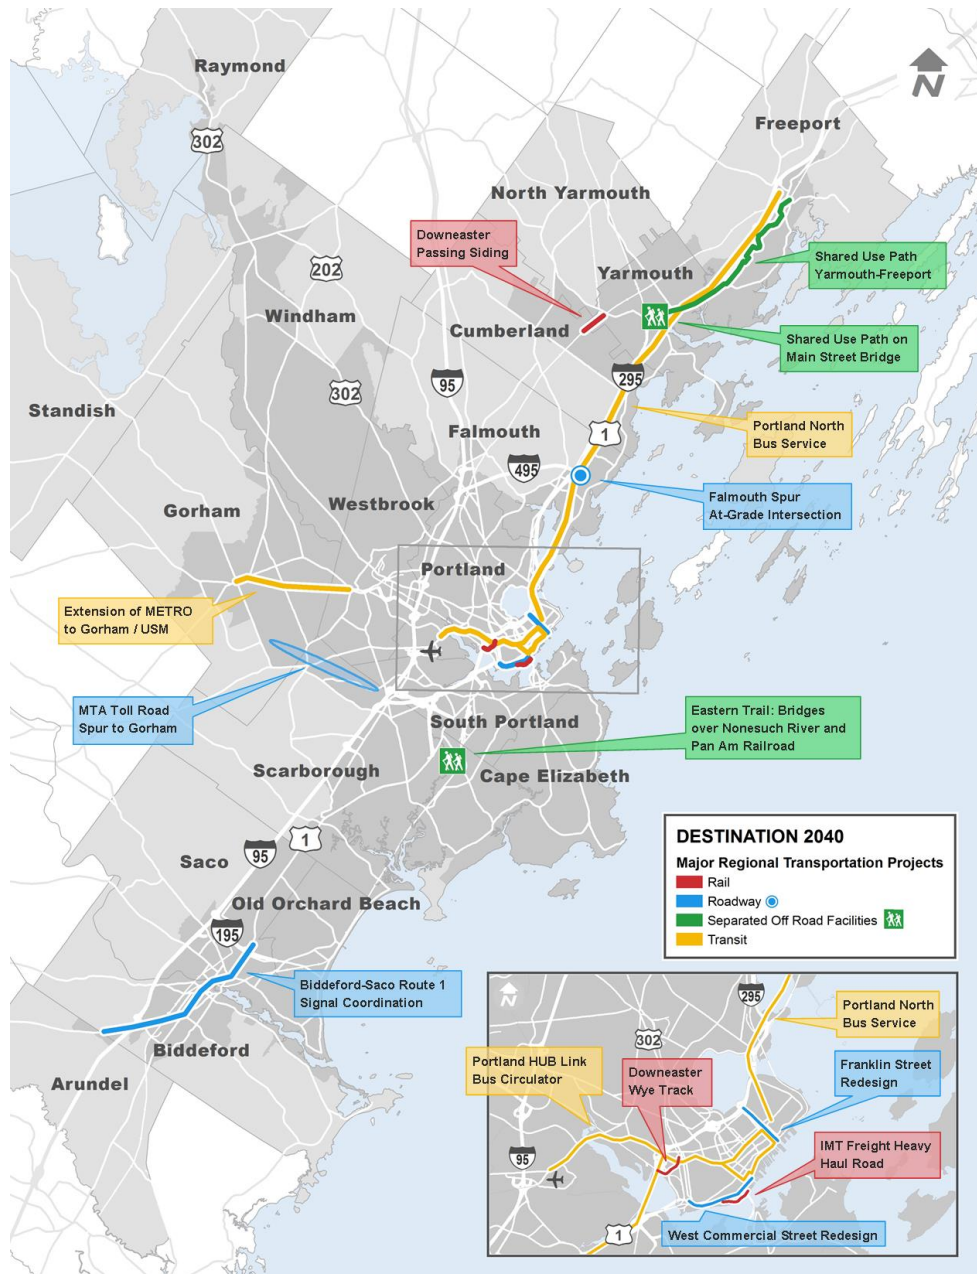 Raymond
302
Freeport
N
North Yarmouth
Downeaster
Passing Siding
202
Yarmouth
Shared Use Path
Yarmouth-Freeport
Windham
Cumberland
Shared Use Path on
Main Street Bridge
302
95
295
Standish
Portland North
Bus Service
1
Falmouth
495
Falmouth Spur
At-Grade Intersection
Westbrook
Gorham
Portland
Extension of METRO
to Gorham / USM
MTA Toll Road
Spur to Gorham
South Portland
Eastern Trail: Bridges
over Nonesuch River and
Pan Am Railroad
Scarborough
Cape Elizabeth
1
95
Saco
Old Orchard Beach
195
Biddeford-Saco Route 1
Signal Coordination
Biddeford
Arundel
DESTINATION 2040
Major Regional Transportation Projects
Rail
Roadway
Separated Off Road Facilities
Transit
N
295
Portland North
Bus Service
302
Portland HUB Link
Bus Circulator
Downeaster
Wye Track
Franklin Street
Redesign
IMT Freight Heavy
Haul Road
95
1
West Commercial Street Redesign